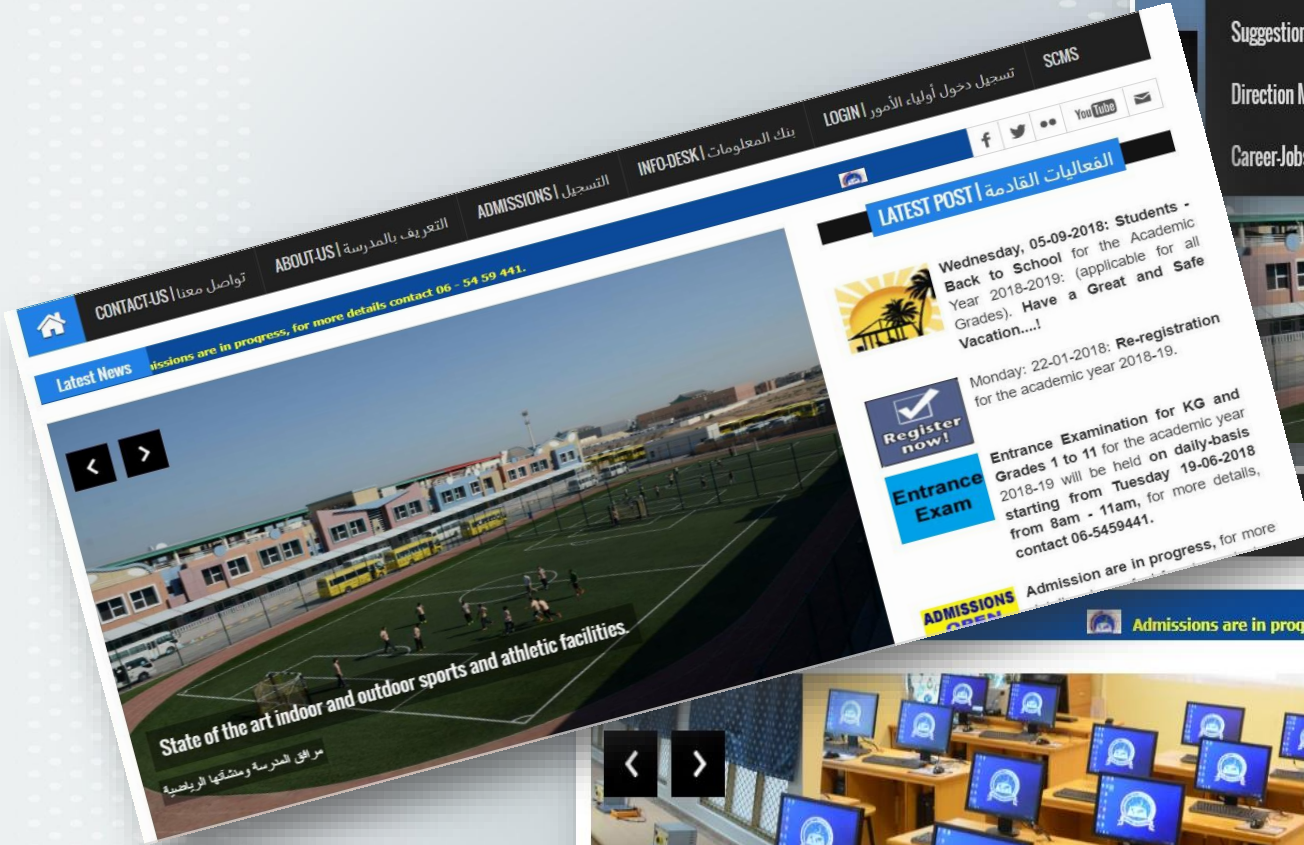 CONTACT-US | تواصل معنا
ABOUT-US | التعريف بالمدرسة
ADMISSIONS | التسجيل
INFO-DESK | بنك المعلومات
LOGIN | تسجيل دخول أولياء الأمور
SCMS
Latest News
issions are in progress, for more details contact 06 - 54 59 441.
You Tube
LATEST POST | الفعاليات القادمة
Wednesday, 05-09-2018: Students -
Back to School for the Academic
Year 2018-2019: (applicable for all
Grades). Have a Great and Safe
Vacation....!
Register
now!
Monday: 22-01-2018: Re-registration
for the academic year 2018-19.
Entrance
Exam
Entrance Examination for KG and
Grades 1 to 11 for the academic year
2018-19 will be held on daily-basis
starting from Tuesday 19-06-2018
from 8am - 11am, for more details,
contact 06-5459441.
ADMISSIONS
OPEN
Admission are in progress, for more
State of the art indoor and outdoor sports and athletic facilities.
مرافق المدرسة ومنشآتها الرياضية
Suggestion
Direction M
Career-Jobs
Admissions are in prog